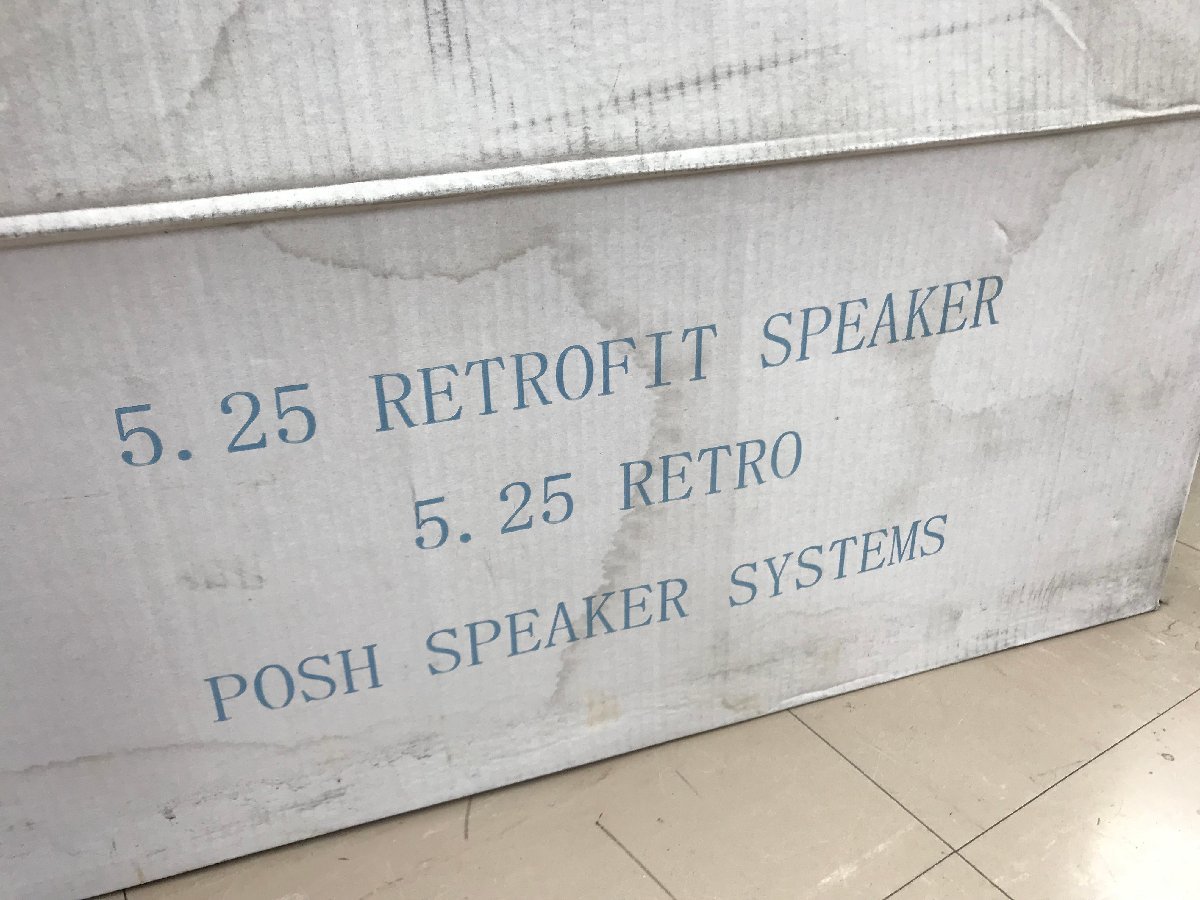 5.25 RETROFIT SPEAKER
5.25 RETRO
POSH SPEAKER SYSTEMS